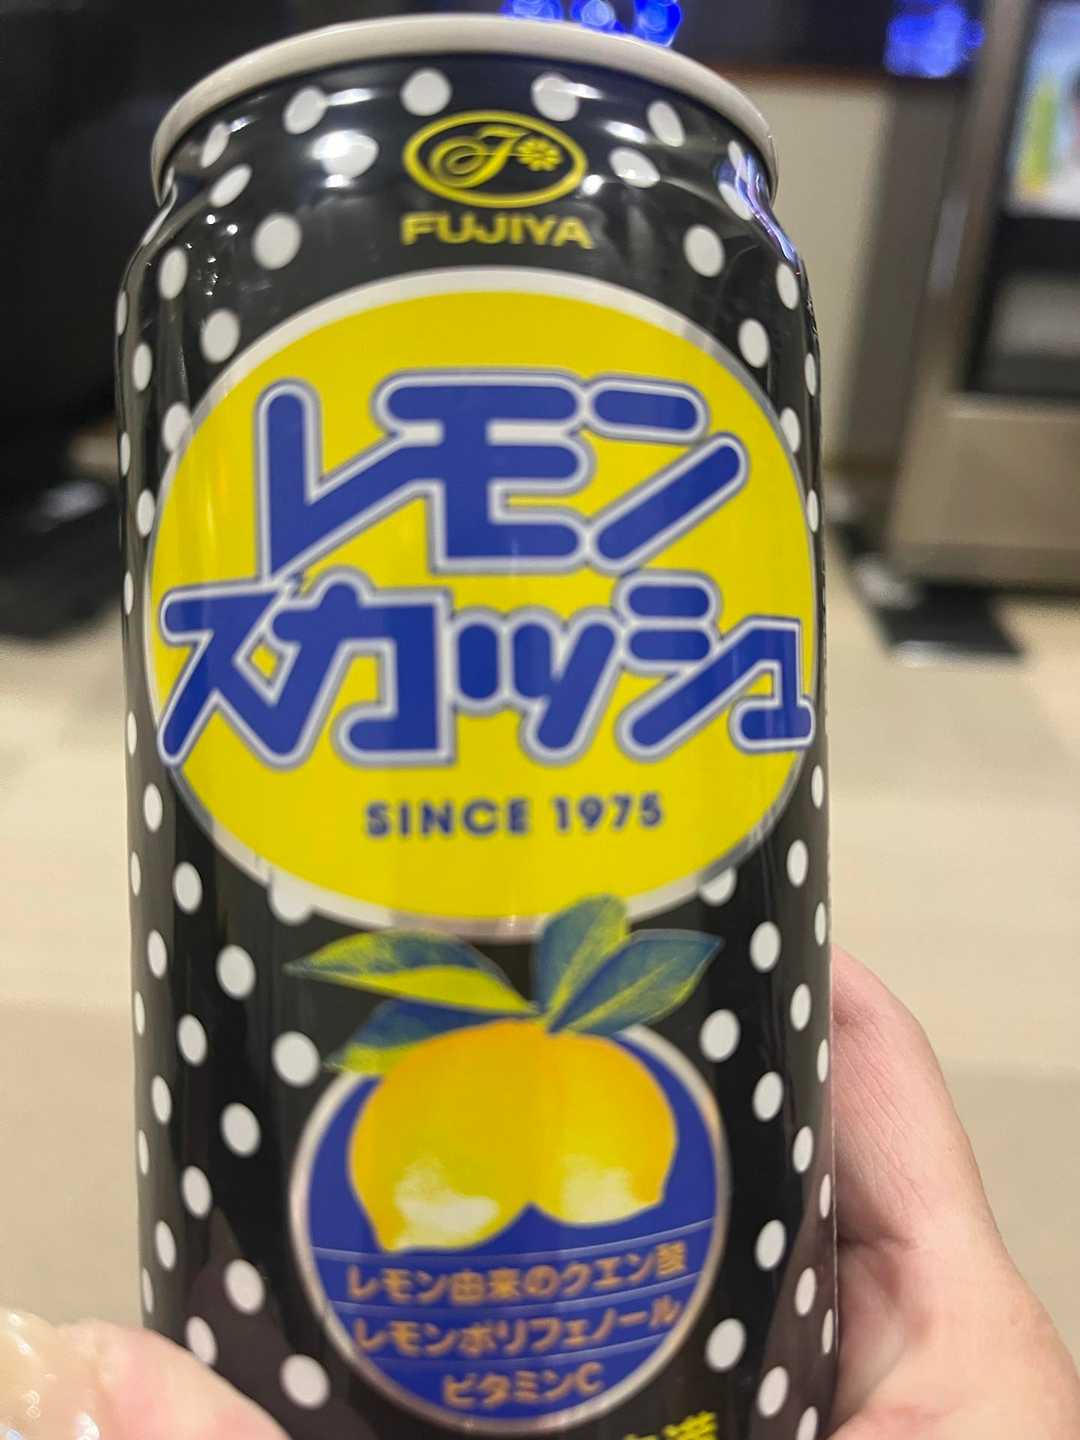 FUJIYA
レモン
スカッシュ
SINCE 1975
レモン由来のクエン酸
レモンポリフェノール
ビタミンC